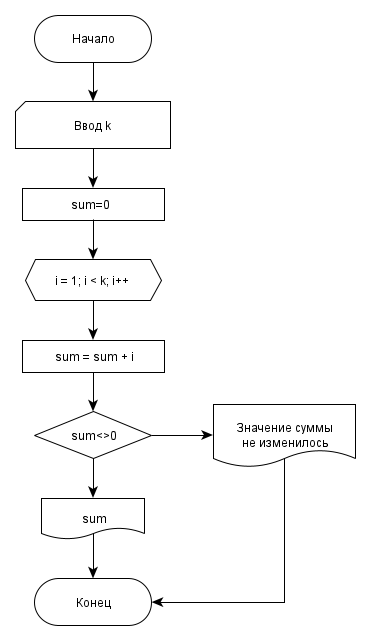 Начало
Ввод k
sum=0
i = 1; i < k; i++
sum = sum + i
sum<>0
Значение суммы
не изменилось
sum
Конец